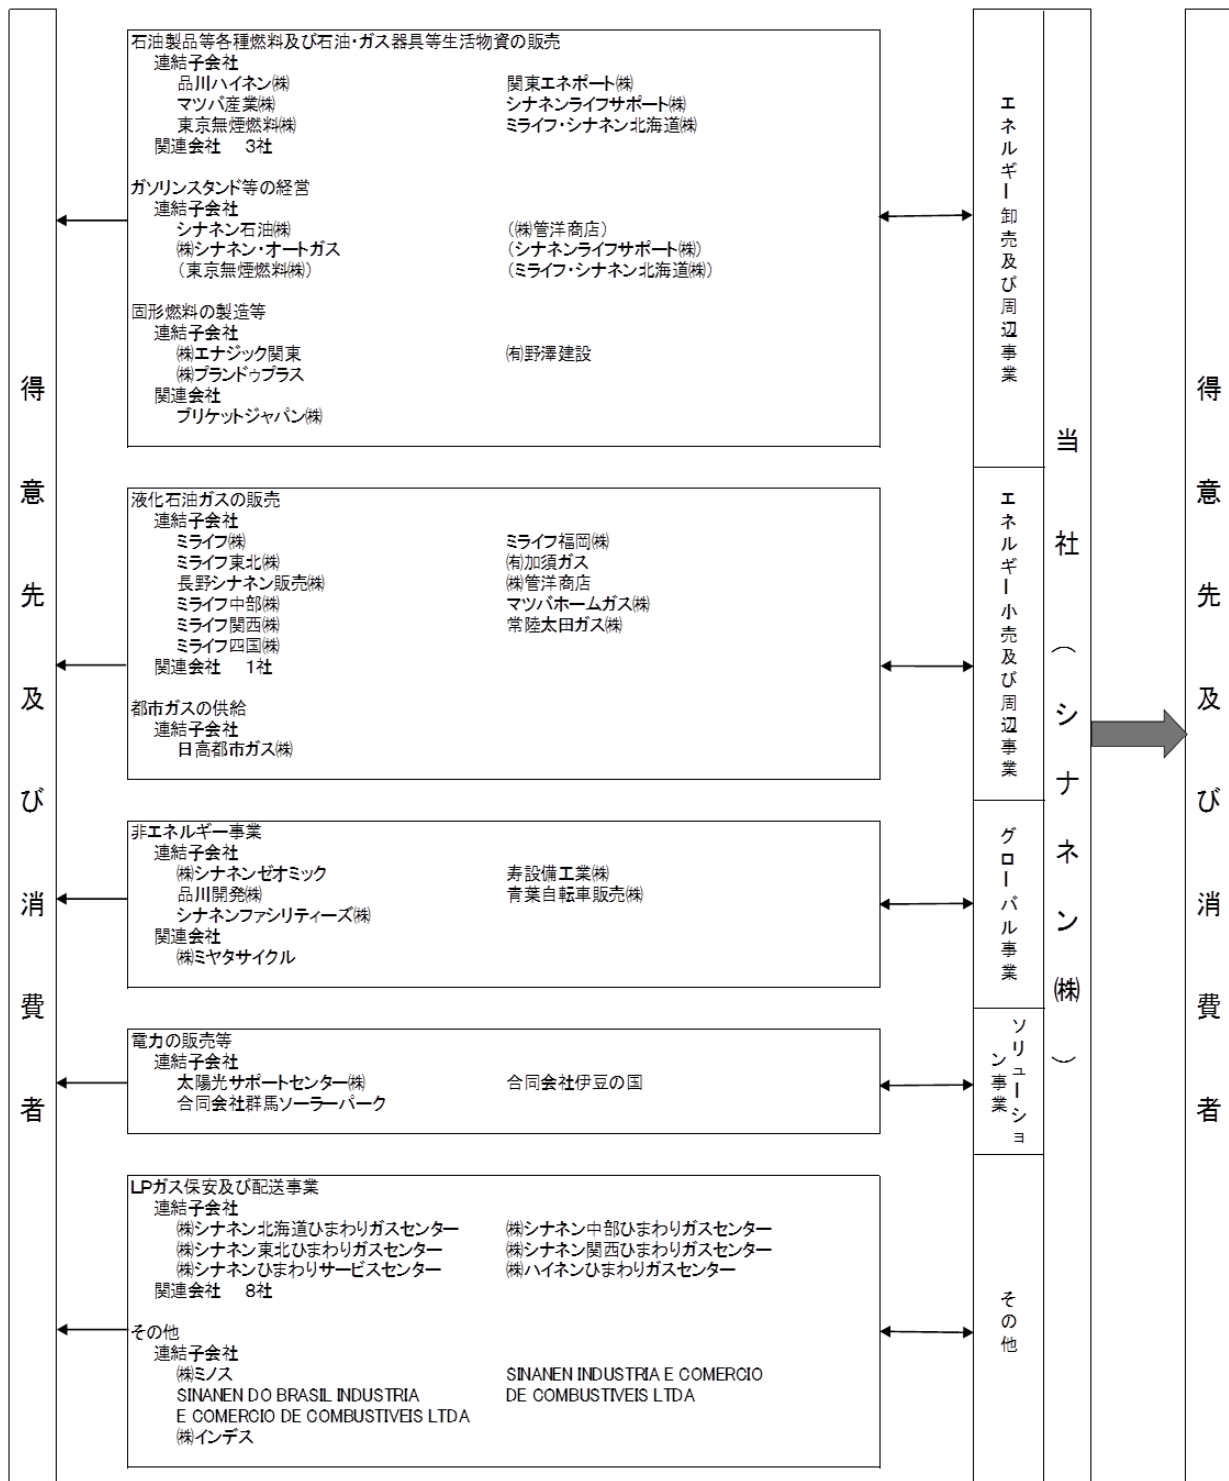 得意先及び消費者
石油製品等各種燃料及び石油・ガス器具等生活物資の販売
連結子会社
品川ハイネン㈱ 関東エネポート㈱
マツバ産業㈱ シナネンライフサポート㈱
東京無煙燃料㈱ ミライフ・シナネン北海道㈱
関連会社 3社
ガソリンスタンド等の経営
連結子会社
シナネン石油㈱ (㈱管洋商店)
㈱シナネン・オートガス (シナネンライフサポート㈱)
(東京無煙燃料㈱) (ミライフ・シナネン北海道㈱)
固形燃料の製造等
連結子会社
㈱エナジック関東 ㈲野澤建設
㈱ブランドゥプラス
関連会社
ブリケットジャパン㈱
エネルギー卸売及び周辺事業
液化石油ガスの販売
連結子会社
ミライフ㈱ ミライフ福岡㈱
ミライフ東北㈱ ㈲加須ガス
長野シナネン販売㈱ ㈱管洋商店
ミライフ中部㈱ マツバホームガス㈱
ミライフ関西㈱ 常陸太田ガス㈱
ミライフ四国㈱
関連会社 1社
都市ガスの供給
連結子会社
日高都市ガス㈱
エネルギー小売及び周辺事業
非エネルギー事業
連結子会社
㈱シナネンゼオミック 寿設備工業㈱
品川開発㈱ 青葉自転車販売㈱
シナネンファシリティーズ㈱
関連会社
㈱ミヤタサイクル
グローバル事業
電力の販売等
連結子会社
太陽光サポートセンター㈱ 合同会社伊豆の国
合同会社群馬ソーラーパーク
ソリューショ
ン事業
LPガス保安及び配送事業
連結子会社
㈱シナネン北海道ひまわりガスセンター ㈱シナネン中部ひまわりガスセンター
㈱シナネン東北ひまわりガスセンター ㈱シナネン関西ひまわりガスセンター
㈱シナネンひまわりサービスセンター ㈱ハイネンひまわりガスセンター
関連会社 8社
その他
連結子会社
㈱ミノス SINANEN INDUSTRIA E COMERCIO
SINANEN DO BRASIL INDUSTRIA DE COMBUSTIVEIS LTDA
E COMERCIO DE COMBUSTIVEIS LTDA
㈱インデス
その他
当社(シナネン㈱)
得意先及び消費者